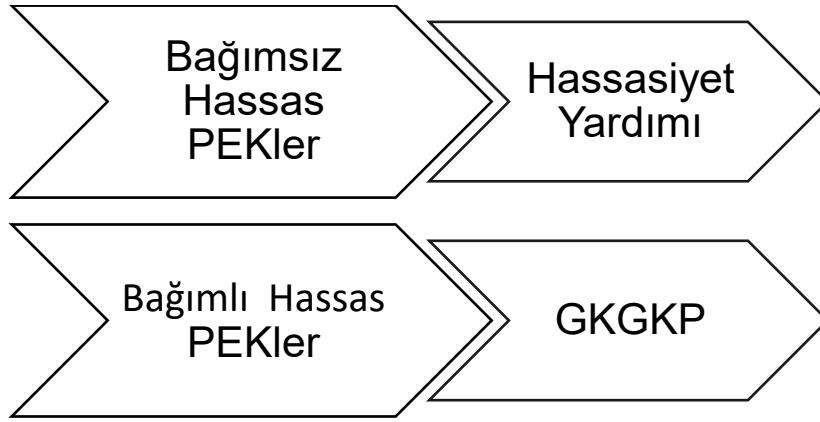 Bağımsız
Hassas
PEKler
Hassasiyet
Yardımı
Bağımlı Hassas
PEKler
GKGKP